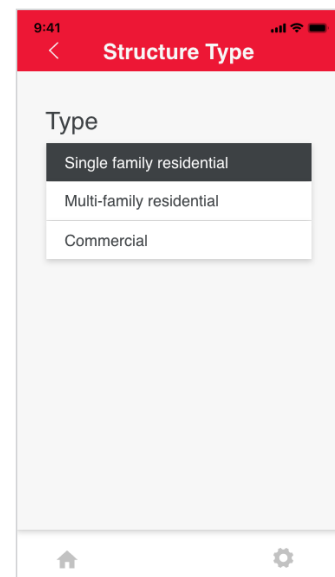 9:41
Structure Type
Type
Single family residential
Multi-family residential
Commercial